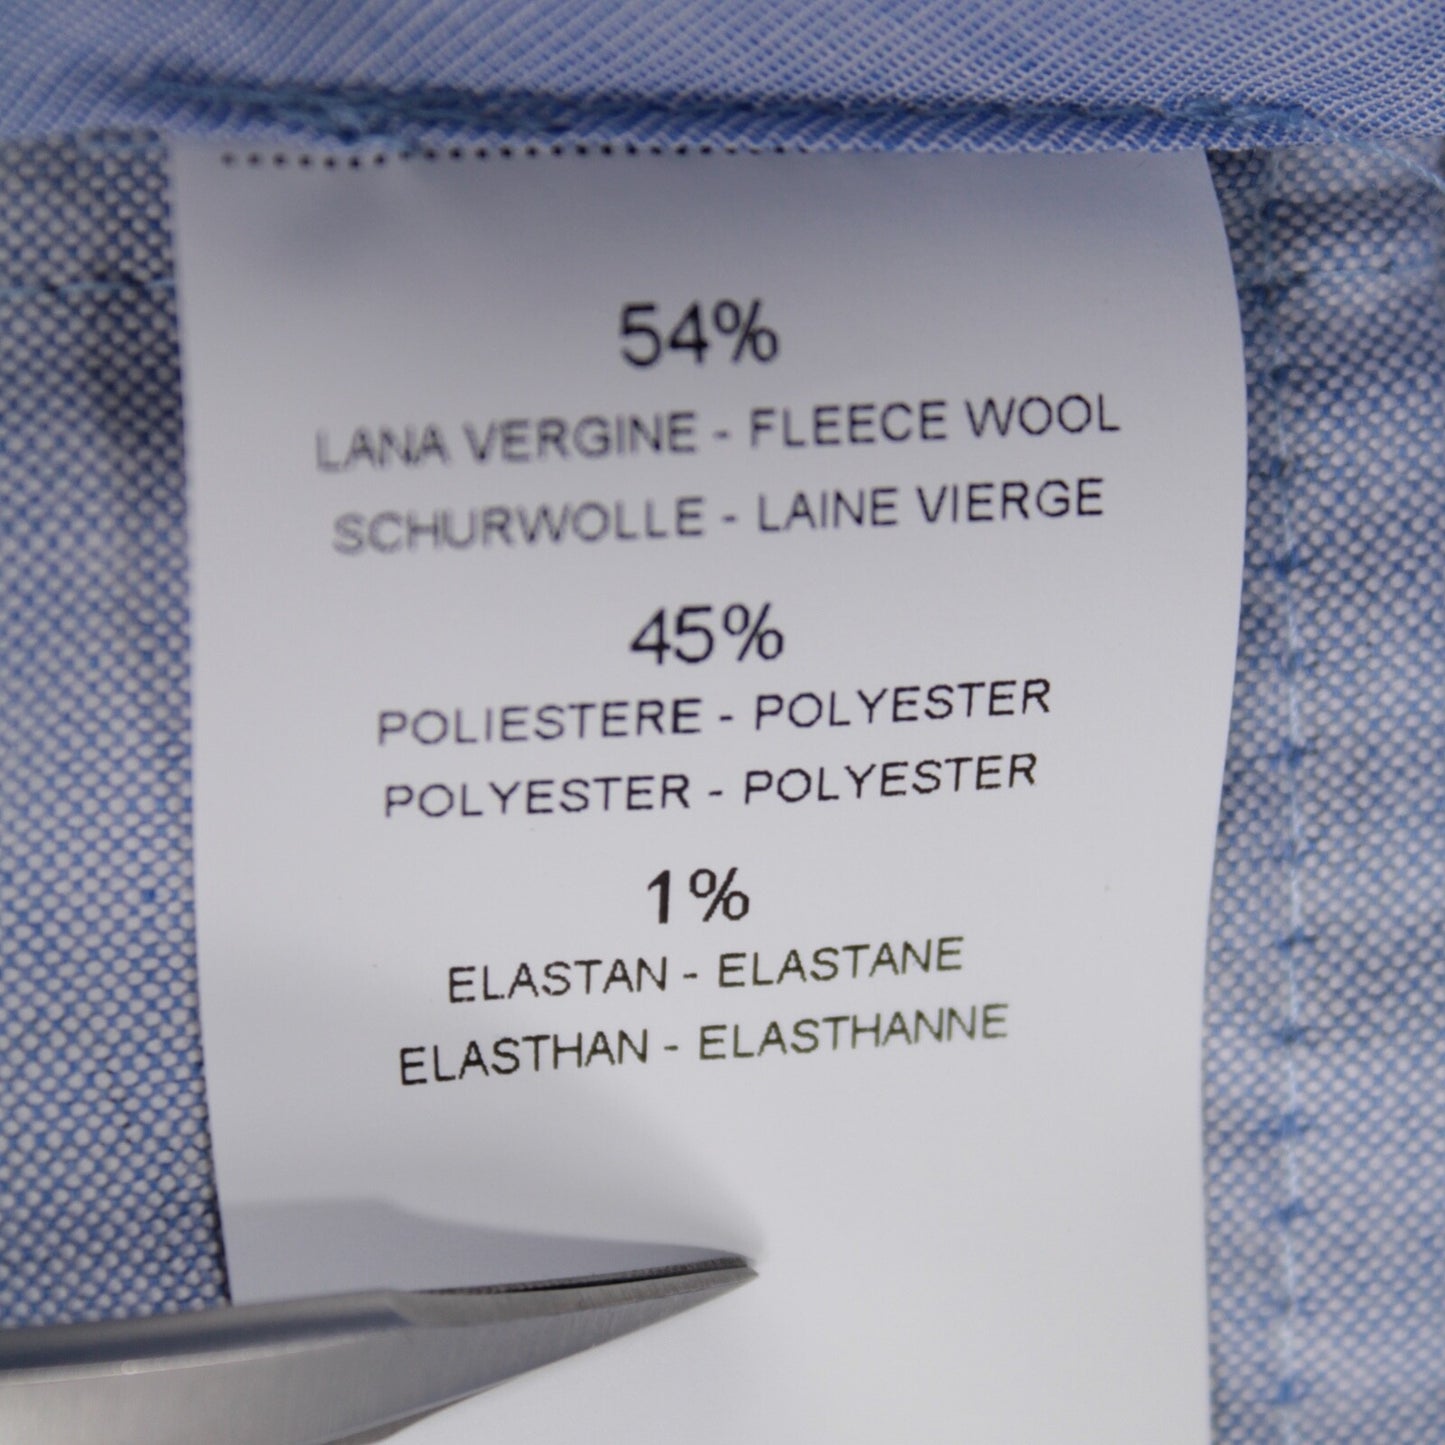 54%
LANA VERGINE - FLEECE WOOL
SCHURWOLLE - LAINE VIERGE
45%
POLIESTERE - POLYESTER
POLYESTER - POLYESTER
1%
ELASTAN - ELASTANE
ELASTHAN - ELASTHANNE